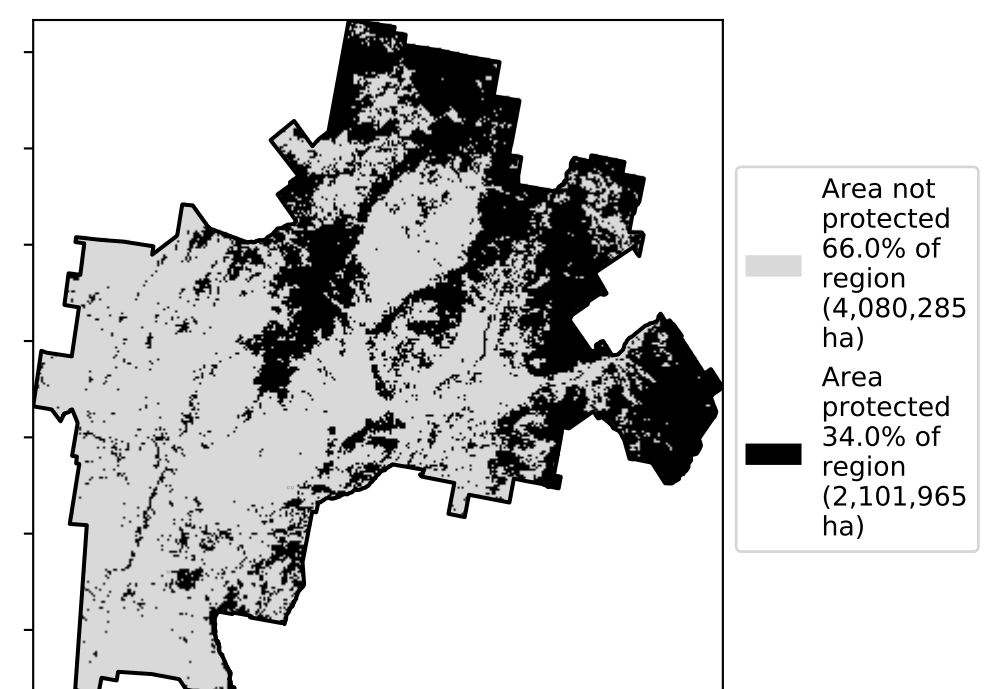 Area not
protected
66.0% of
region
(4,080,285
ha)
Area
protected
34.0% of
region
(2,101,965
ha)